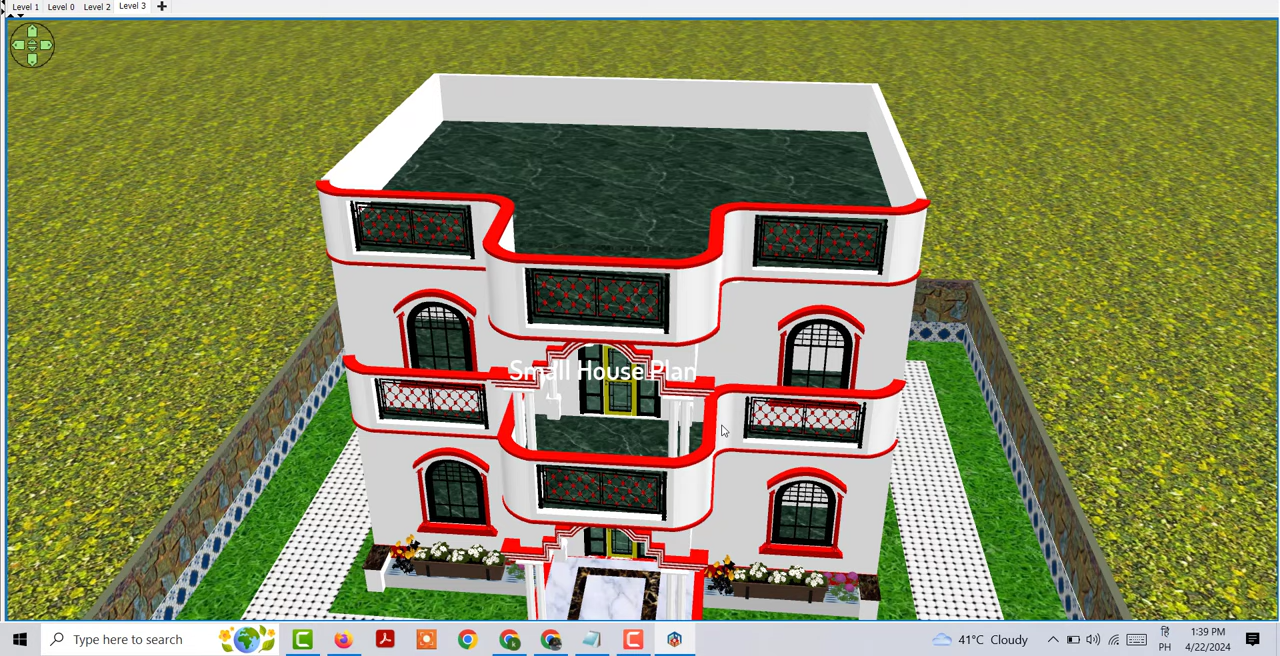 Level 1 Level 0 Level 2 Level 3
Small House Plan
Type here to search
41°C Cloudy
हि
PH
1:39 PM
4/22/2024